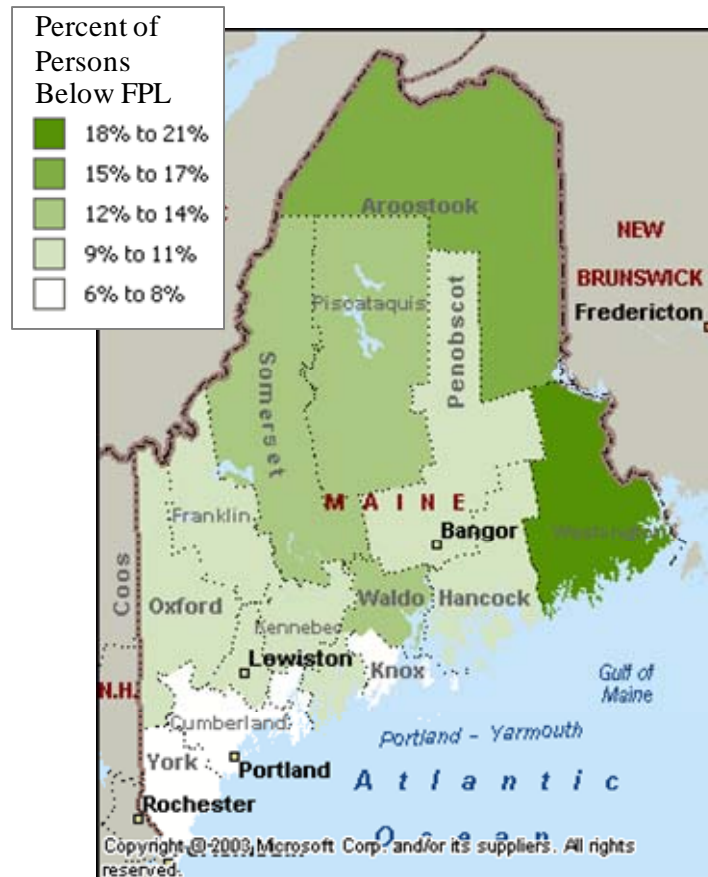 Percent of
Persons
Below FPL
18% to 21%
15% to 17%
12% to 14%
9% to 11%
6% to 8%
Aroostook
NEW
BRUNSWICK
Fredericton
Piscataquis
Penobscot
Somerset
MAINE
Franklin
Bangor
Washington
Coos
Oxford
Waldo
Hancock
Kennebec
Lewiston
Knox
N.H.
Gulf of
Maine
Cumberland
Portland - Yarmouth
York
Portland
Atlantic
Ocean
Rochester
Copyright © 2003 Microsoft Corp. and/or its suppliers. All rights
reserved.